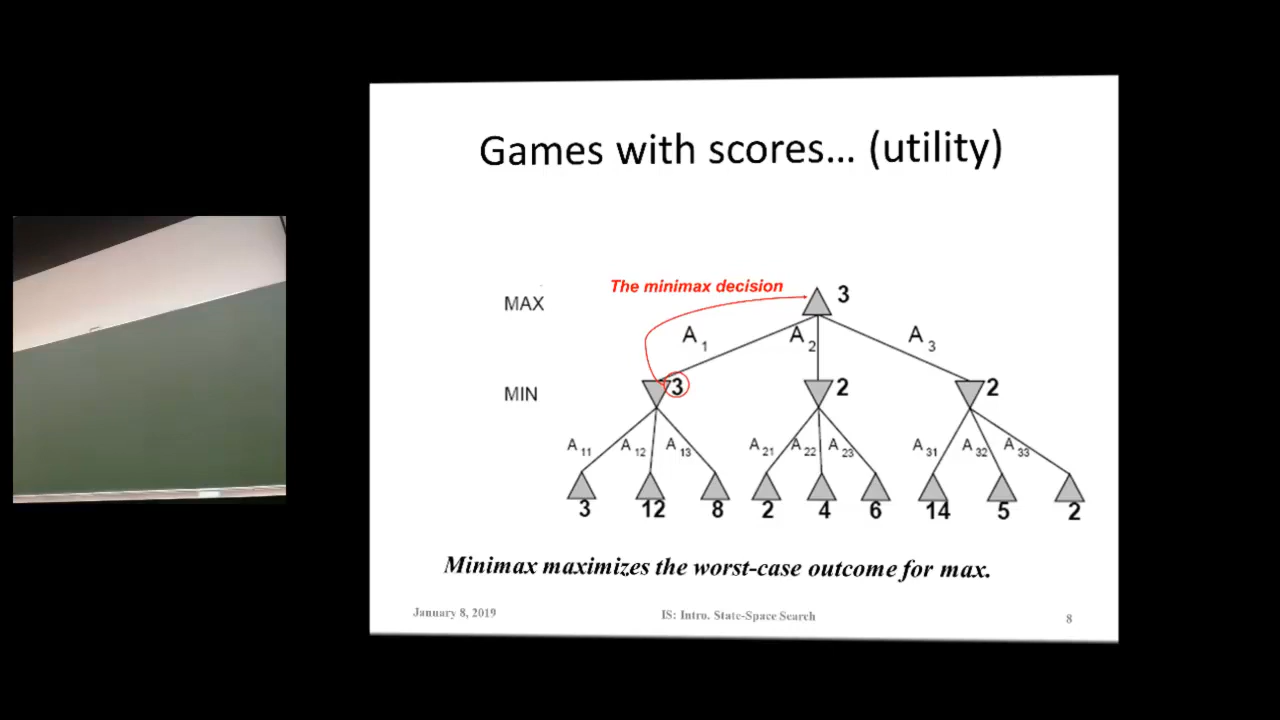 Games with scores... (utility)
The minimax decision
MAX
3
A 1
A 2
A 3
MIN
3
2
2
A 11
A 12
A 13
A 21
A 22
A 23
A 31
A 32
A 33
3
12
8
2
4
6
14
5
2
Minimax maximizes the worst-case outcome for max.
January 8, 2019
IS: Intro. State-Space Search
8